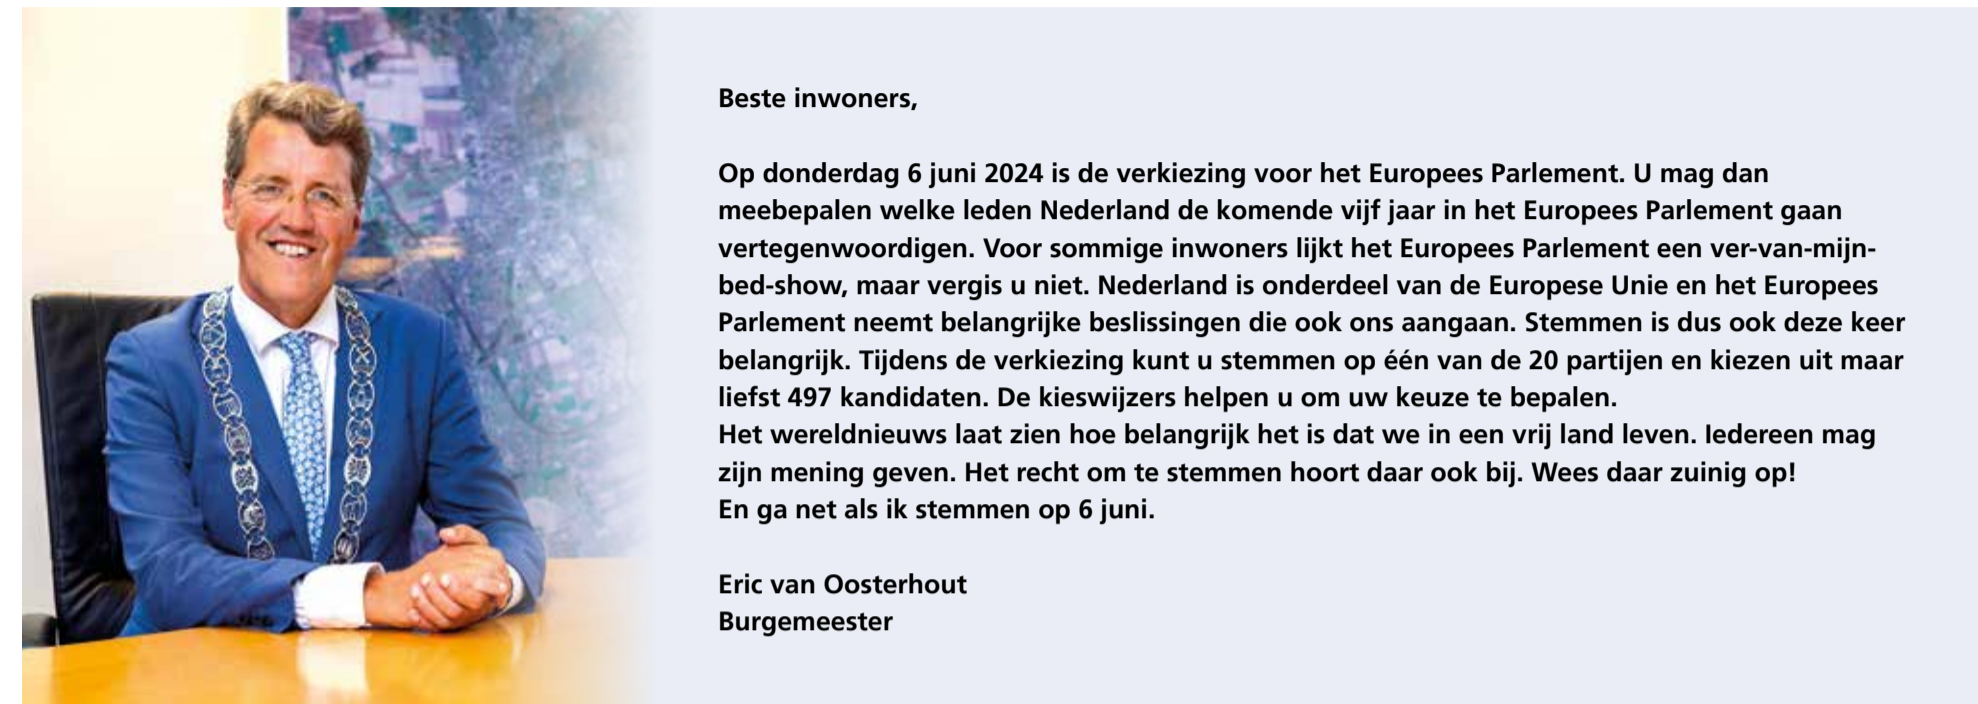 Beste inwoners,
Op donderdag 6 juni 2024 is de verkiezing voor het Europees Parlement. U mag dan
meebepalen welke leden Nederland de komende vijf jaar in het Europees Parlement gaan
vertegenwoordigen. Voor sommige inwoners lijkt het Europees Parlement een ver-van-mijn-
bed-show, maar vergis u niet. Nederland is onderdeel van de Europese Unie en het Europees
Parlement neemt belangrijke beslissingen die ook ons aangaan. Stemmen is dus ook deze keer
belangrijk. Tijdens de verkiezing kunt u stemmen op één van de 20 partijen en kiezen uit maar
liefst 497 kandidaten. De kieswijzers helpen u om uw keuze te bepalen.
Het wereldnieuws laat zien hoe belangrijk het is dat we in een vrij land leven. Iedereen mag
zijn mening geven. Het recht om te stemmen hoort daar ook bij. Wees daar zuinig op!
En ga net als ik stemmen op 6 juni.
Eric van Oosterhout
Burgemeester